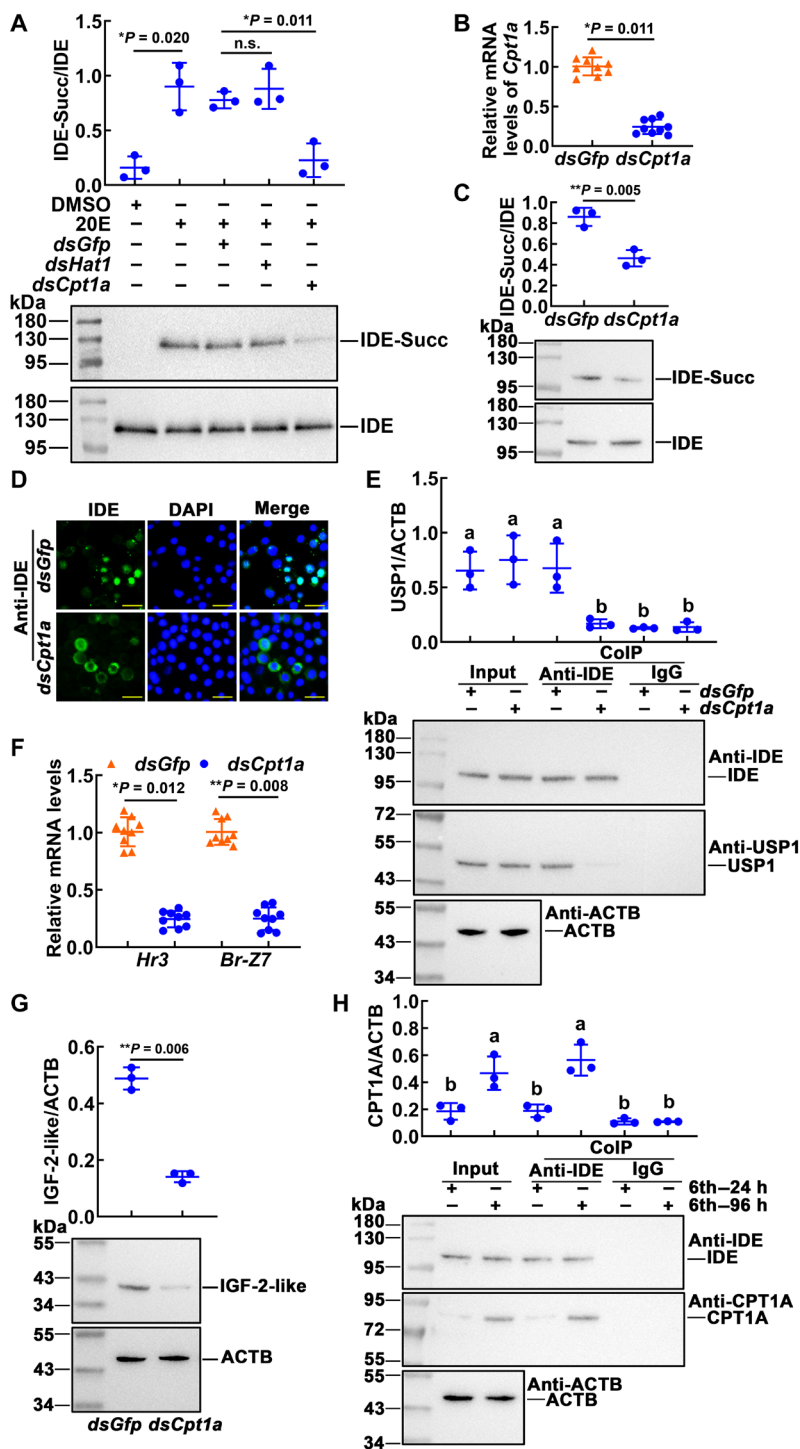 A
*P = 0.020
*P = 0.011
n.s.
IDE-Succ/IDE
1.5
1.0
0.5
0.0
DMSO + – – – –
20E – + + + +
dsGfp – – + – –
dsHat1 – – – + –
dsCpt1a – – – – +
kDa
180
130
95
IDE-Succ
180
130
95
IDE
B
*P = 0.011
Relative mRNA
levels of Cpt1a
1.5
1.0
0.5
0.0
dsGfp dsCpt1a
C
**P = 0.005
IDE-Succ/IDE
1.0
0.8
0.6
0.4
0.2
0.0
dsGfp dsCpt1a
kDa
180
130
95
IDE-Succ
180
130
95
IDE
D
IDE DAPI Merge
Anti-IDE
dsGfp
dsCpt1a
E
USP1/ACTB
1.5
1.0
0.5
0.0
a a a b b b
CoIP
Input Anti-IDE IgG
+ – + – + – dsGfp
– + – + – + dsCpt1a
kDa
180
130
95
Anti-IDE
IDE
72
55
43
Anti-USP1
USP1
55
43
34
Anti-ACTB
ACTB
F
dsGfp dsCpt1a
*P = 0.012 **P = 0.008
Relative mRNA levels
1.5
1.0
0.5
0.0
Hr3 Br-Z7
G
**P = 0.006
IGF-2-like/ACTB
0.6
0.4
0.2
0.0
kDa
55
43
34
IGF-2-like
55
43
34
ACTB
dsGfp dsCpt1a
H
CPT1A/ACTB
1.0
0.8
0.6
0.4
0.2
0.0
b a b a b b
CoIP
Input Anti-IDE IgG
+ – + – + – 6th–24 h
– + – + – + 6th–96 h
kDa
180
130
95
Anti-IDE
IDE
95
72
55
Anti-CPT1A
CPT1A
55
43
34
Anti-ACTB
ACTB